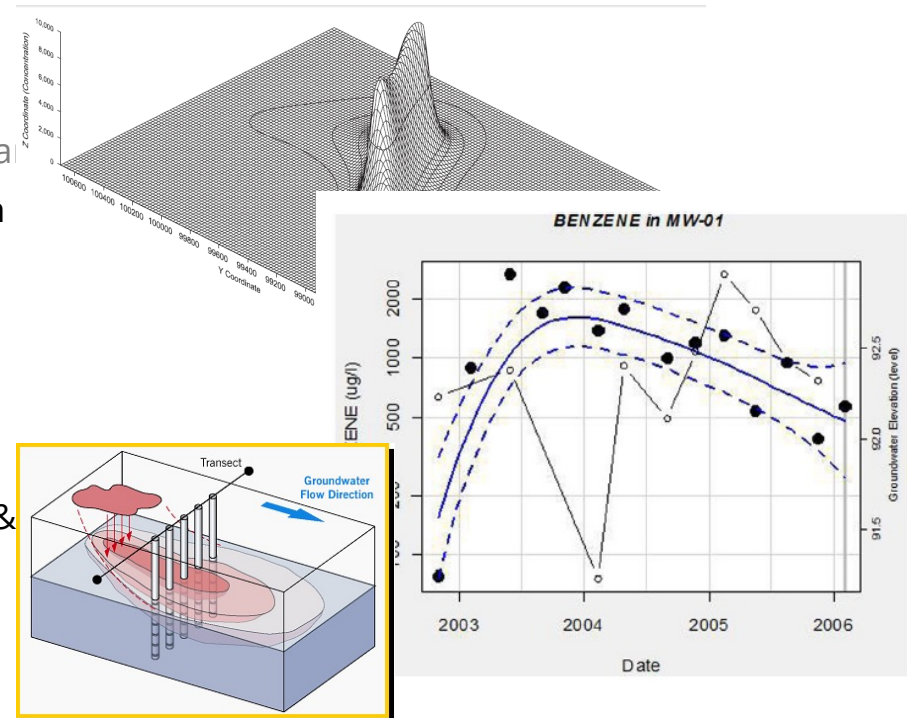 10,000
8,000
6,000
4,000
2,000
0
Z Coordinate (Concentration)
100600
100400
100200
100000
99800
99600
99400
99200
99000
Y Coordinate
&
BENZENE in MW-01
2000
1000
500
ENE (ug/l)
92.5
92.0
91.5
Groundwater Elevation (level)
2003
2004
2005
2006
Date
Transect
Groundwater
Flow Direction